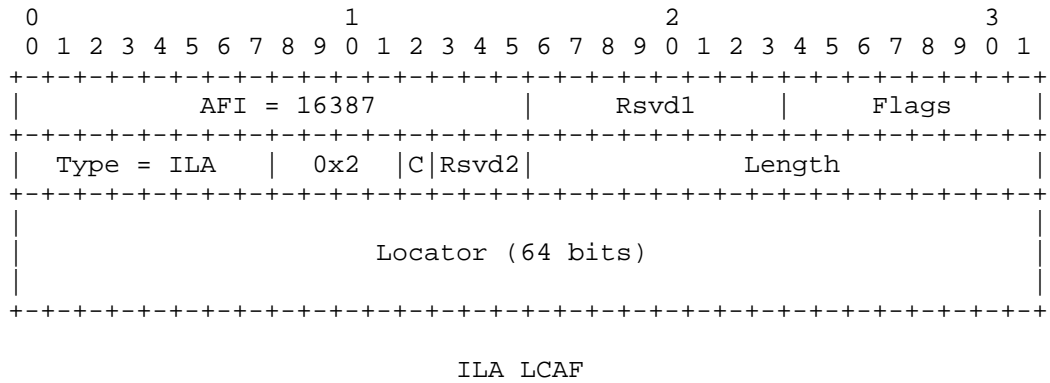 0                   1                   2                   3
 0 1 2 3 4 5 6 7 8 9 0 1 2 3 4 5 6 7 8 9 0 1 2 3 4 5 6 7 8 9 0 1
+-+-+-+-+-+-+-+-+-+-+-+-+-+-+-+-+-+-+-+-+-+-+-+-+-+-+-+-+-+-+-+-+
|           AFI = 16387         |     Rsvd1     |     Flags     |
+-+-+-+-+-+-+-+-+-+-+-+-+-+-+-+-+-+-+-+-+-+-+-+-+-+-+-+-+-+-+-+-+
|  Type = ILA   |  0x2  |C|Rsvd2|             Length            |
+-+-+-+-+-+-+-+-+-+-+-+-+-+-+-+-+-+-+-+-+-+-+-+-+-+-+-+-+-+-+-+-+
|                                                               |
|                      Locator (64 bits)                        |
|                                                               |
+-+-+-+-+-+-+-+-+-+-+-+-+-+-+-+-+-+-+-+-+-+-+-+-+-+-+-+-+-+-+-+-+
ILA LCAF